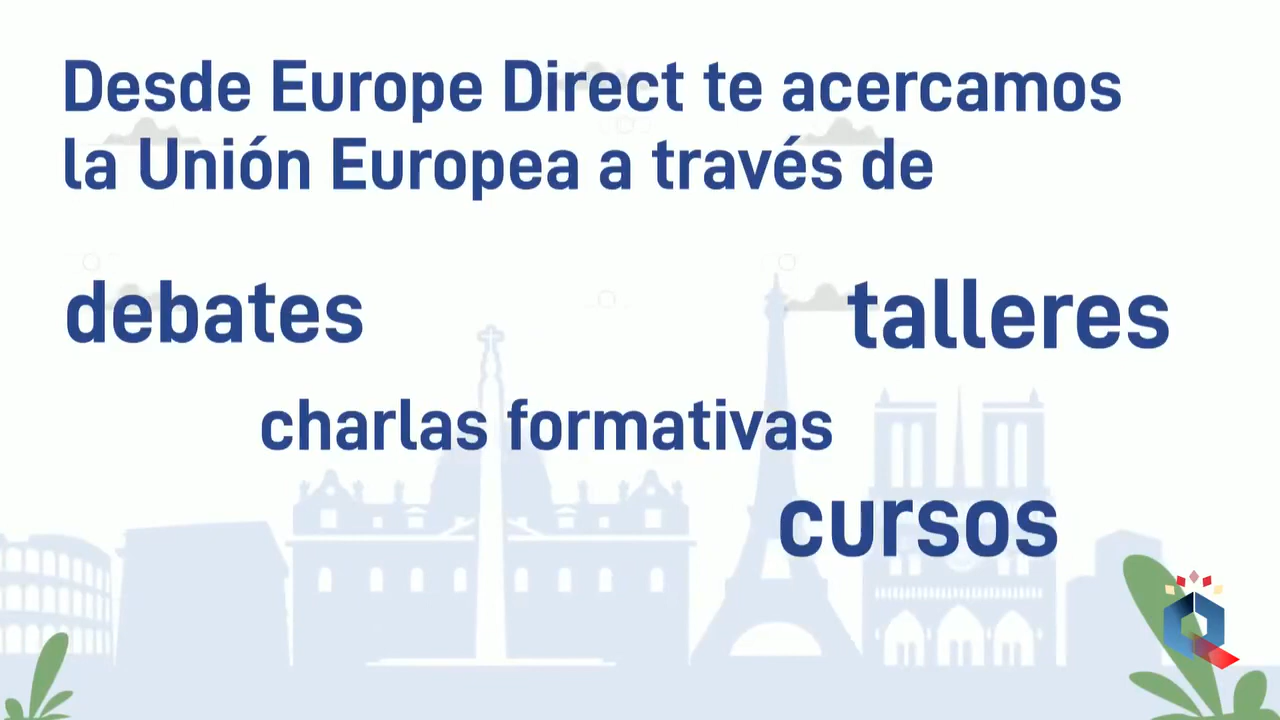 Desde Europe Direct te acercamos
la Unión Europea a través de
debates
talleres
charlas formativas
cursos